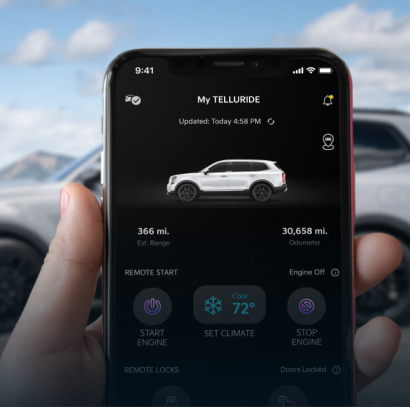 9:41
My TELLURIDE
Updated: Today 4:58 PM
366 mi. 30,658 mi.
Est. Range Odometer
REMOTE START Engine Off
Cool
72°
START ENGINE SET CLIMATE STOP ENGINE
REMOTE LOCKS Doors Locked